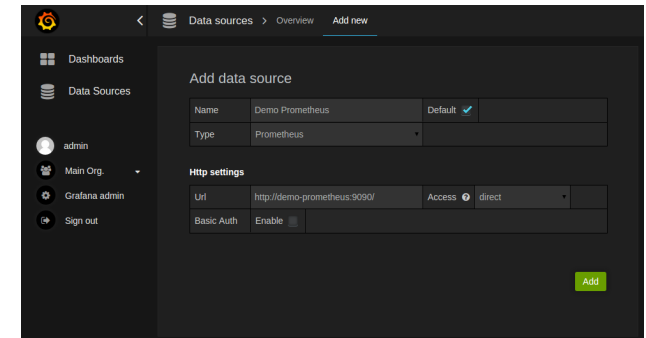 Data sources > Overview Add new
Dashboards
Data Sources
admin
Main Org.
Grafana admin
Sign out
Add data source
Name Demo Prometheus Default
Type Prometheus
Http settings
Url http://demo-prometheus:9090/ Access direct
Basic Auth Enable
Add